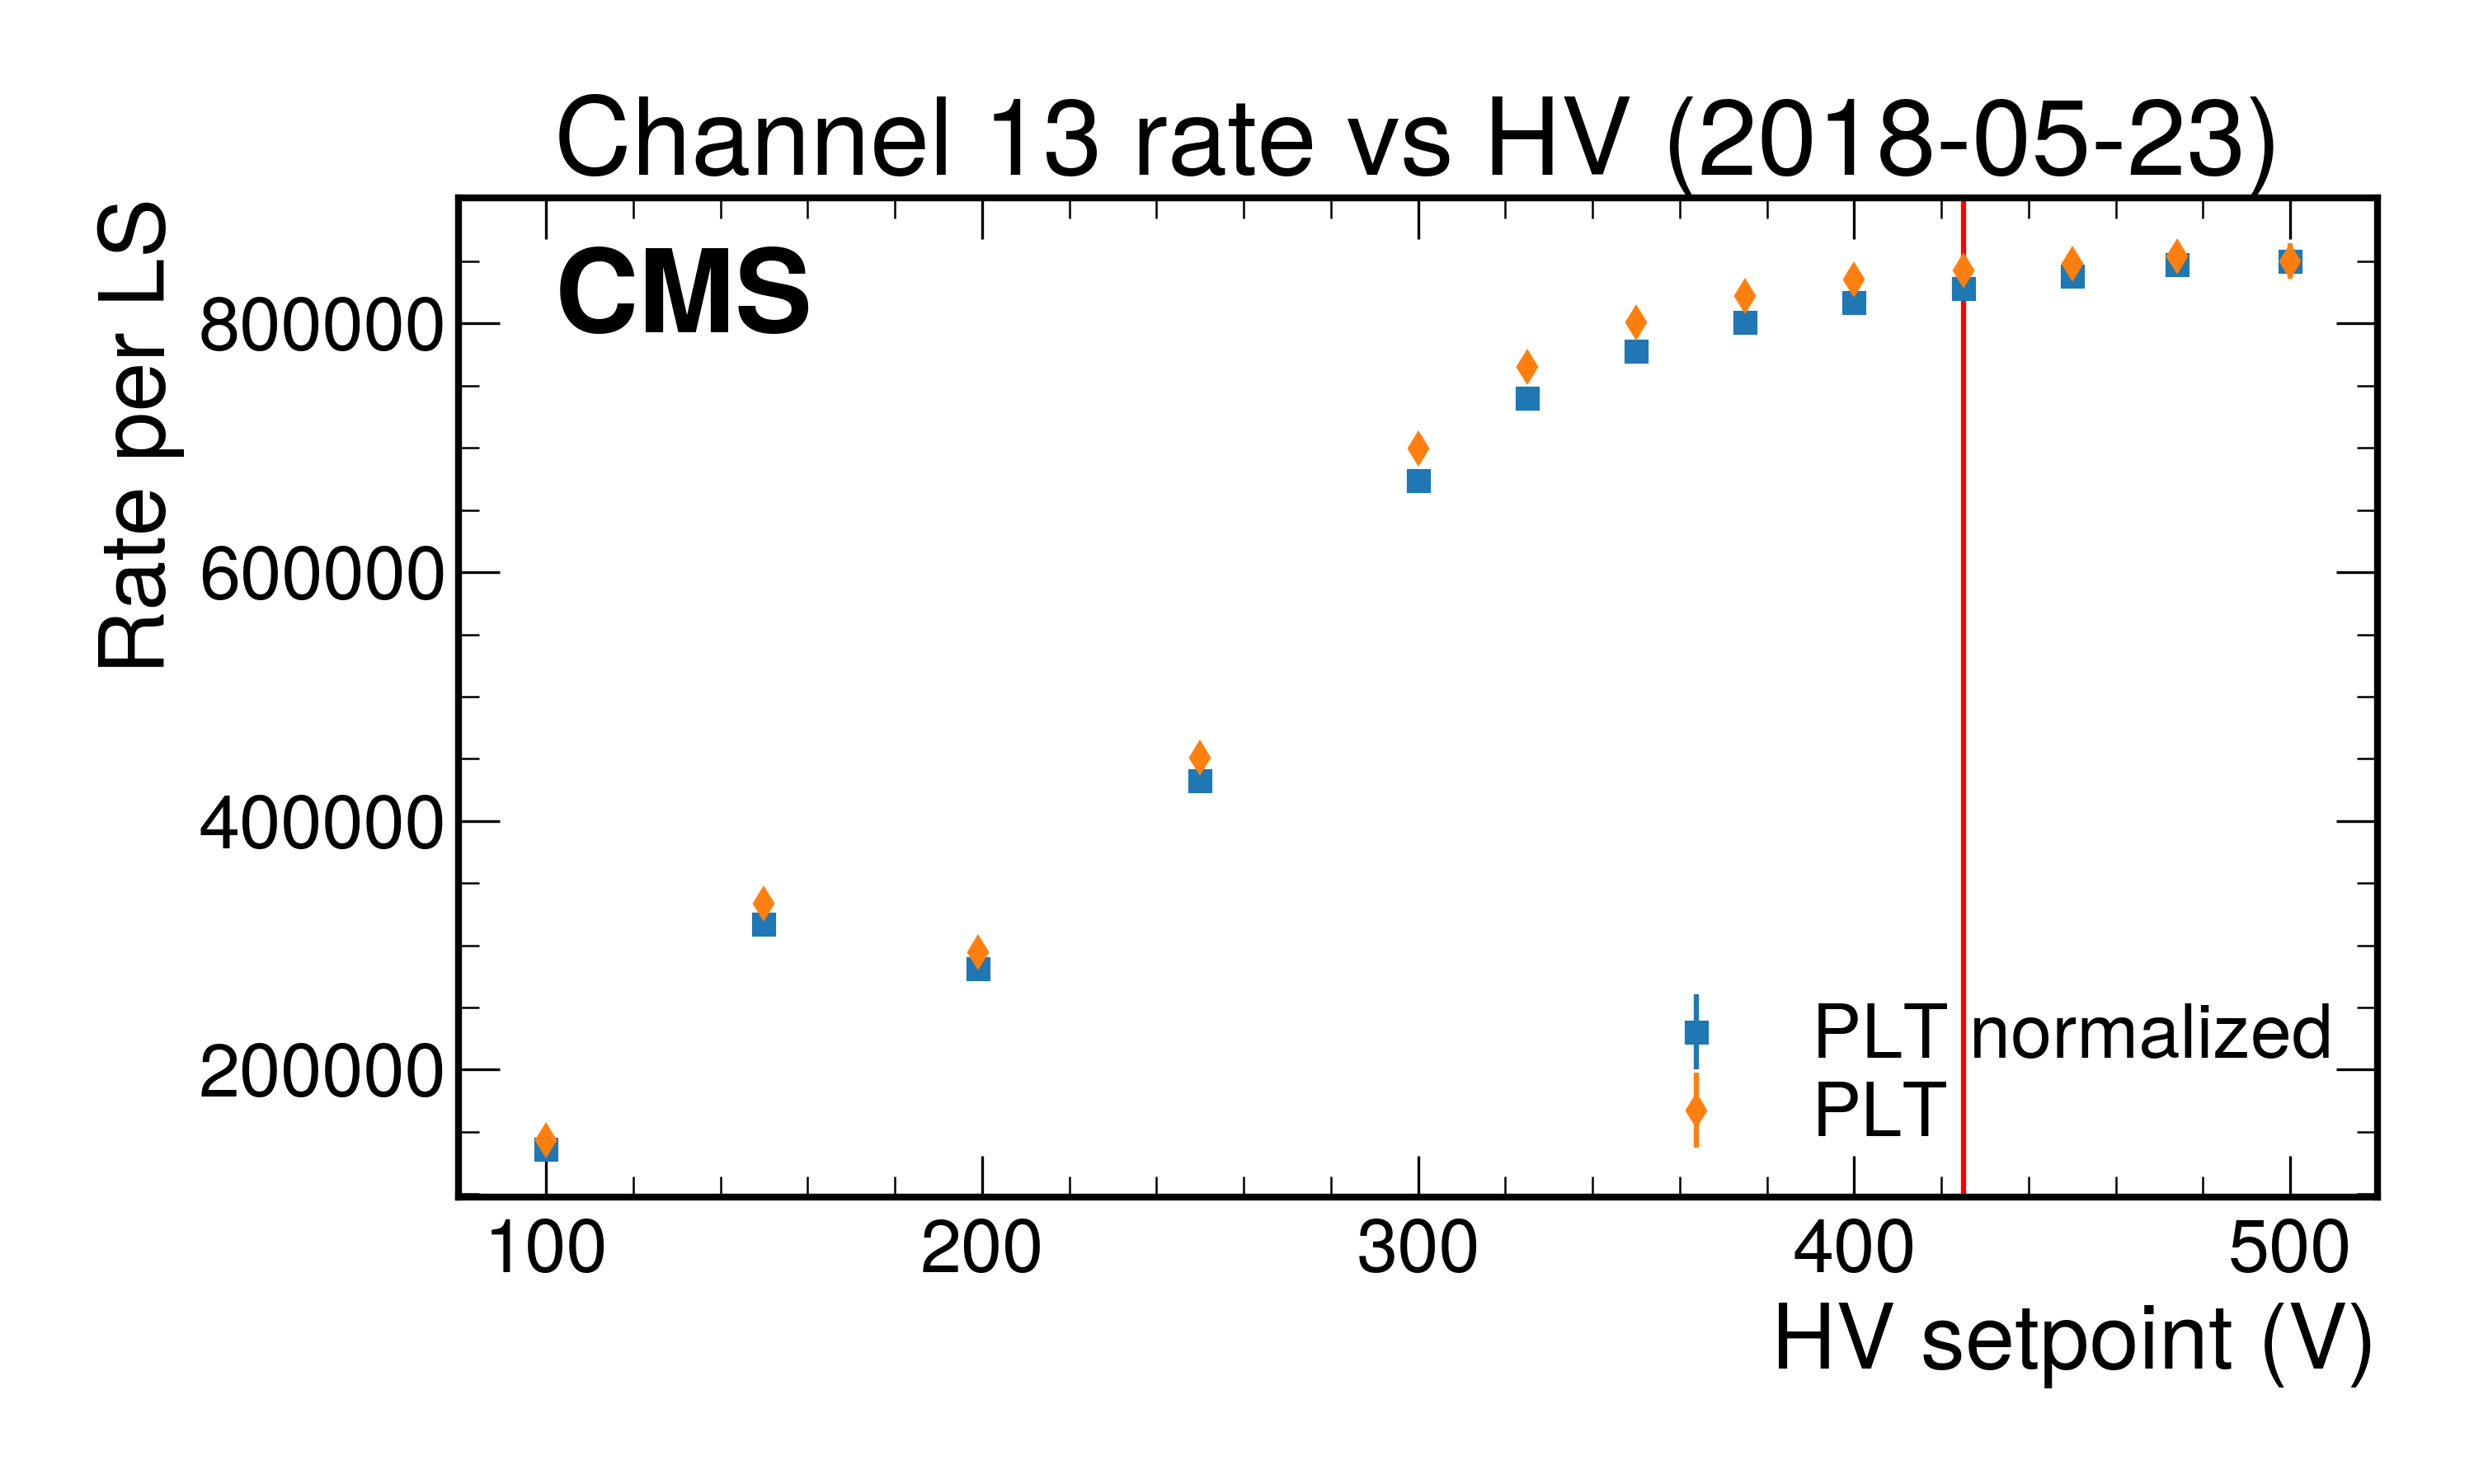 Channel 13 rate vs HV (2018-05-23)
CMS
Rate per LS
800000
600000
400000
200000
PLT normalized
PLT
100 200 300 400 500
HV setpoint (V)